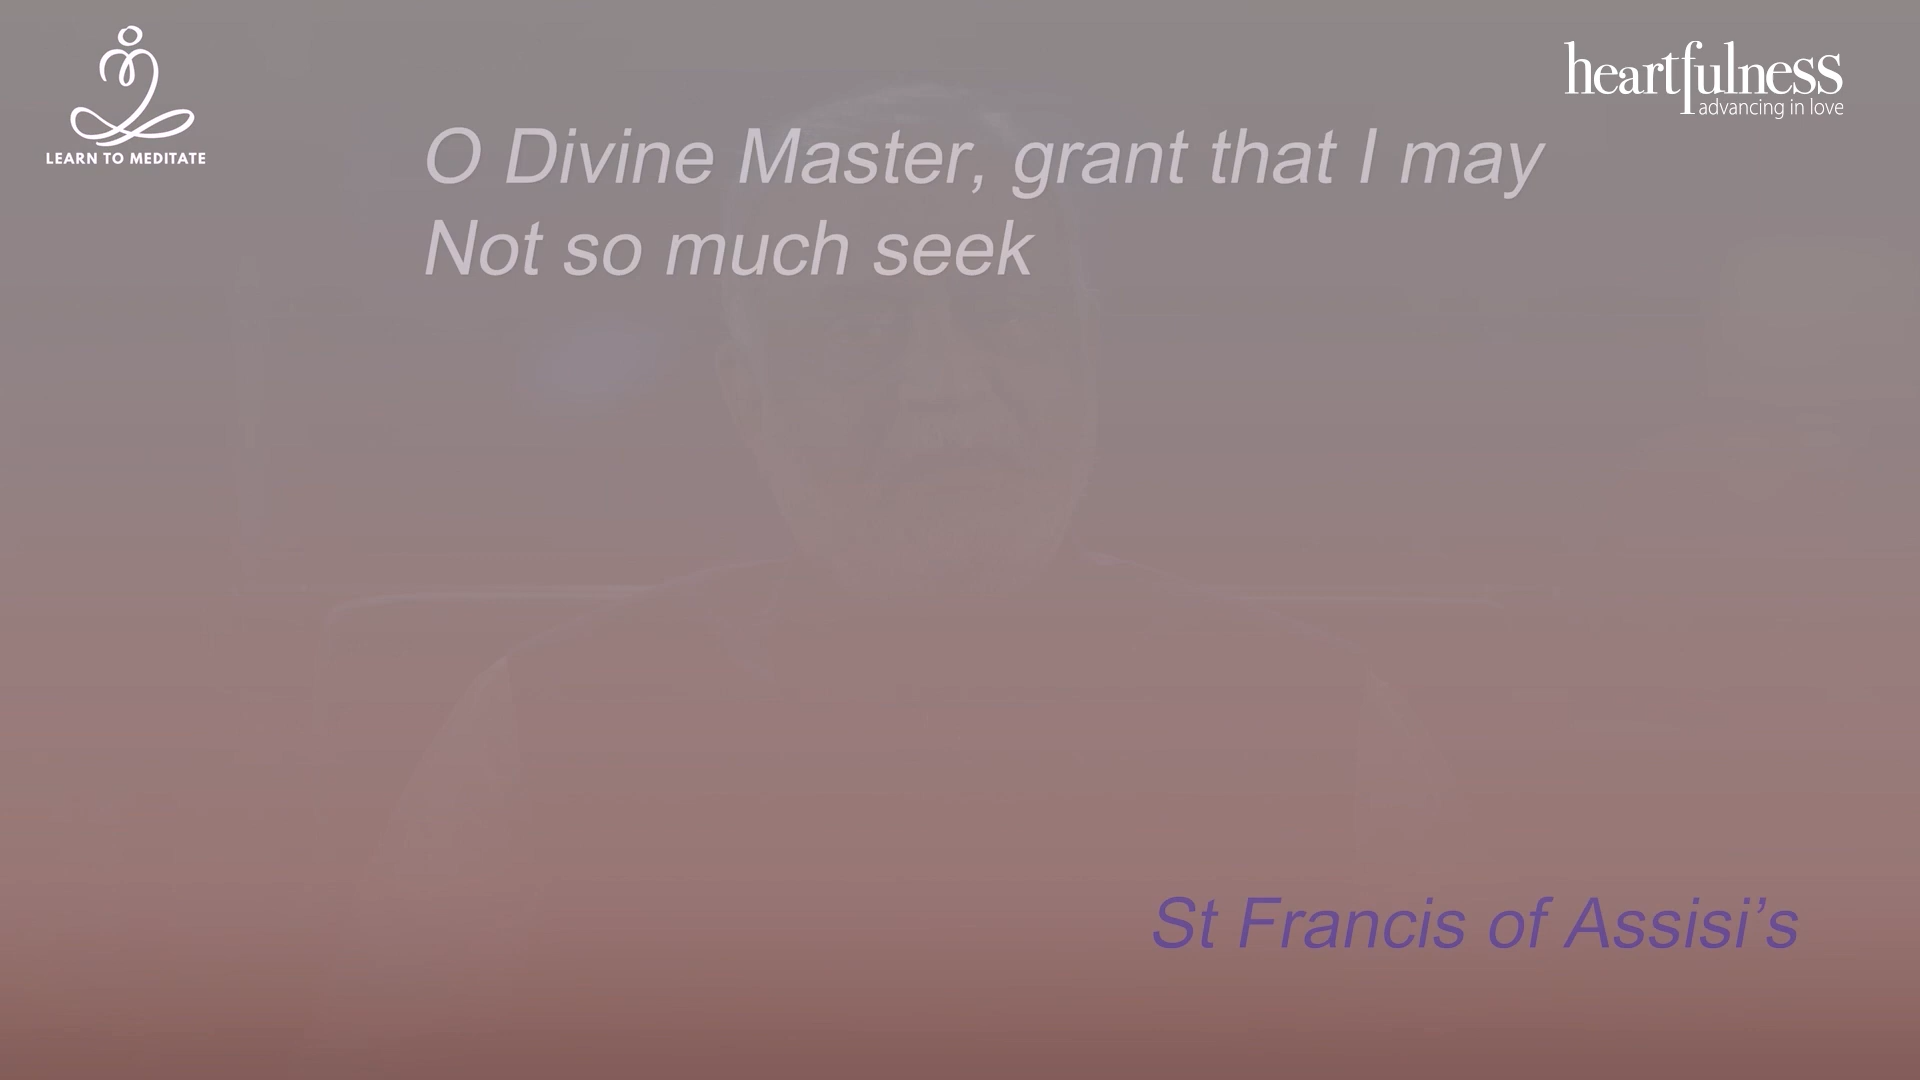 LEARN TO MEDITATE
heartfulness
advancing in love
O Divine Master, grant that I may
Not so much seek
St Francis of Assisi’s